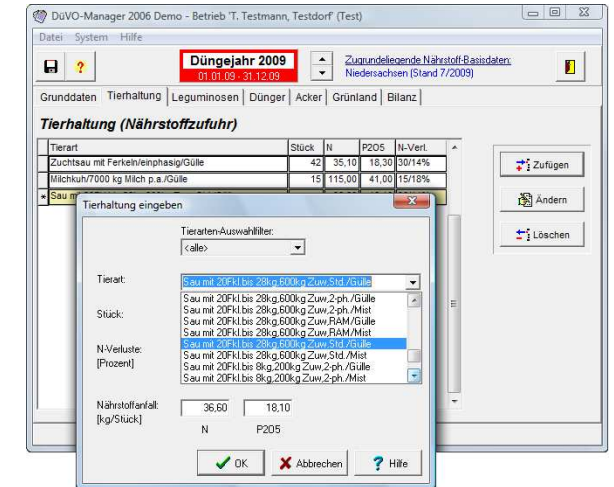 DüVO-Manager 2006 Demo - Betrieb 'T. Testmann, Testdorf' (Test)
Datei System Hilfe
Düngejahr 2009
01.01.09 - 31.12.09
Zugrundeliegende Nährstoff-Basisdaten:
Niedersachsen (Stand 7/2009)
Grunddaten Tierhaltung Leguminosen Dünger Acker Grünland Bilanz
Tierhaltung (Nährstoffzufuhr)
Tierart Stück N P2O5 N-Verl.
Zuchtsau mit Ferkeln/einphasig/Gülle 42 35,10 18,30 30/14%
Milchkuh/7000 kg Milch p.a./Gülle 15 115,00 41,00 15/18%
* Sau
Zufügen
Ändern
Löschen
Tierhaltung eingeben
Tierarten-Auswahlfilter:
<alle>
Tierart: Sau mit 20Fkl.bis 28kg,600kg Zuw,Std./Gülle
Sau mit 20Fkl.bis 28kg,600kg Zuw,2-ph./Gülle
Stück: Sau mit 20Fkl.bis 28kg,600kg Zuw,2-ph./Mist
Sau mit 20Fkl.bis 28kg,600kg Zuw,RAM/Gülle
Sau mit 20Fkl.bis 28kg,600kg Zuw,RAM/Mist
N-Verluste: Sau mit 20Fkl.bis 28kg,600kg Zuw,Std./Gülle
[Prozent] Sau mit 20Fkl.bis 28kg,600kg Zuw,Std./Mist
Sau mit 20Fkl.bis 8kg,200kg Zuw,2-ph./Gülle
Sau mit 20Fkl.bis 8kg,200kg Zuw,2-ph./Mist
Nährstoffanfall: 36,60 18,10
[kg/Stück] N P2O5
OK Abbrechen Hilfe